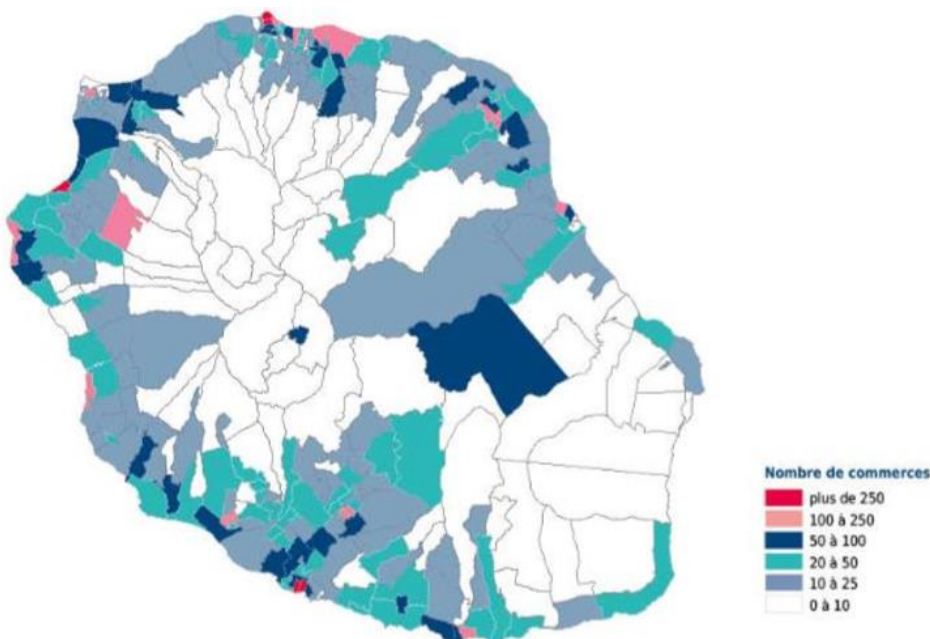 Nombre de commerces
plus de 250
100 à 250
50 à 100
20 à 50
10 à 25
0 à 10